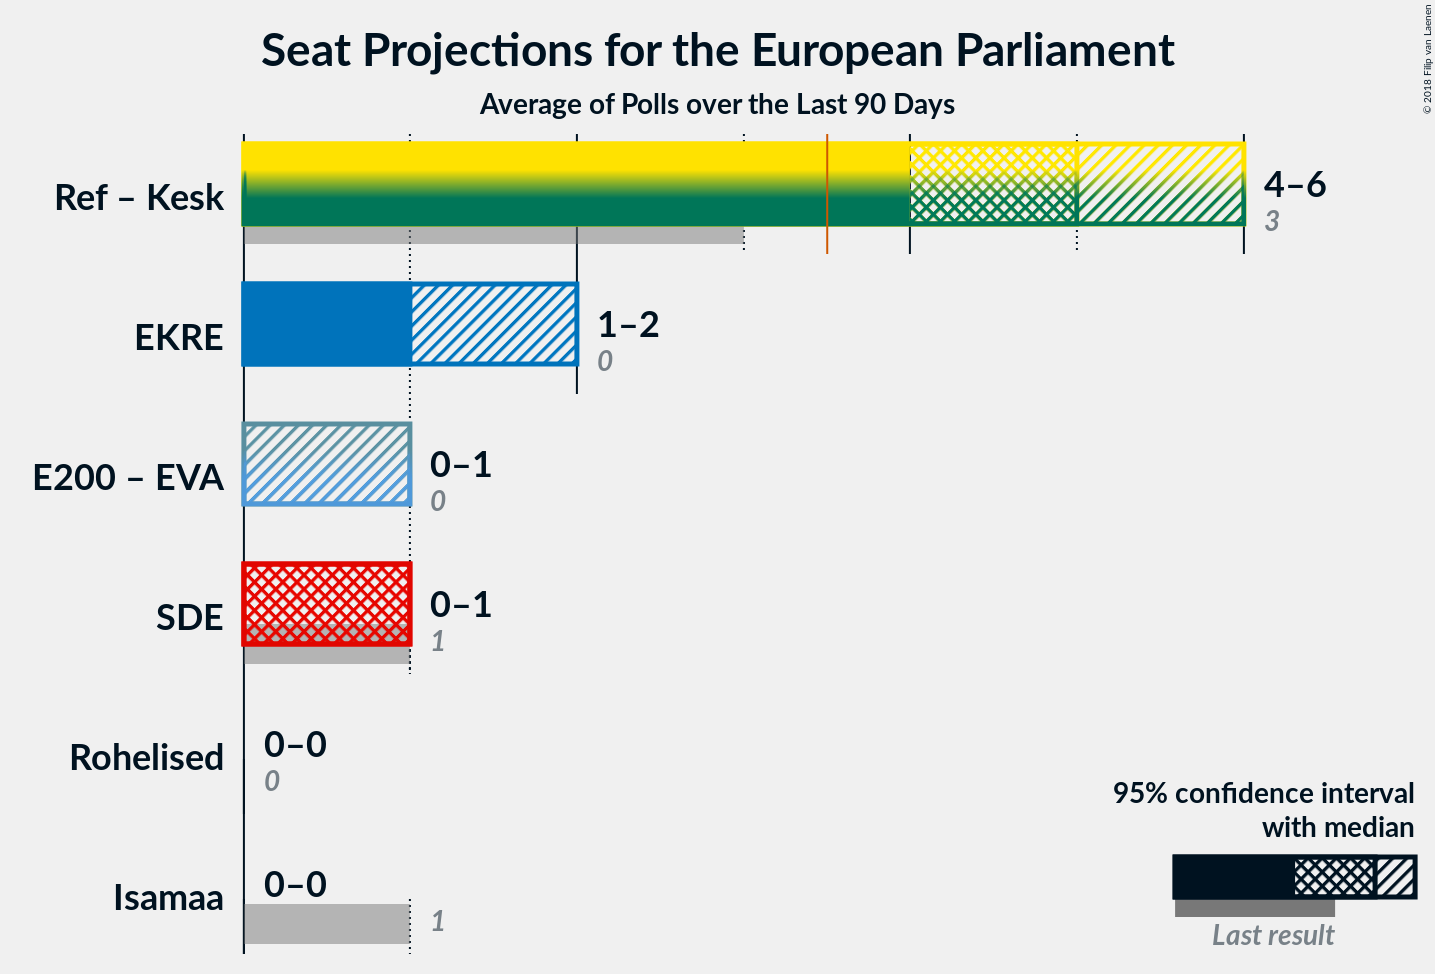 Seat Projections for the European Parliament
Average of Polls over the Last 90 Days
© 2018 Filip van Laenen
Ref – Kesk
4–6
3
EKRE
1–2
0
E200 – EVA
0–1
0
SDE
0–1
1
Rohelised
0–0
0
Isamaa
0–0
1
95% confidence interval
with median
Last result